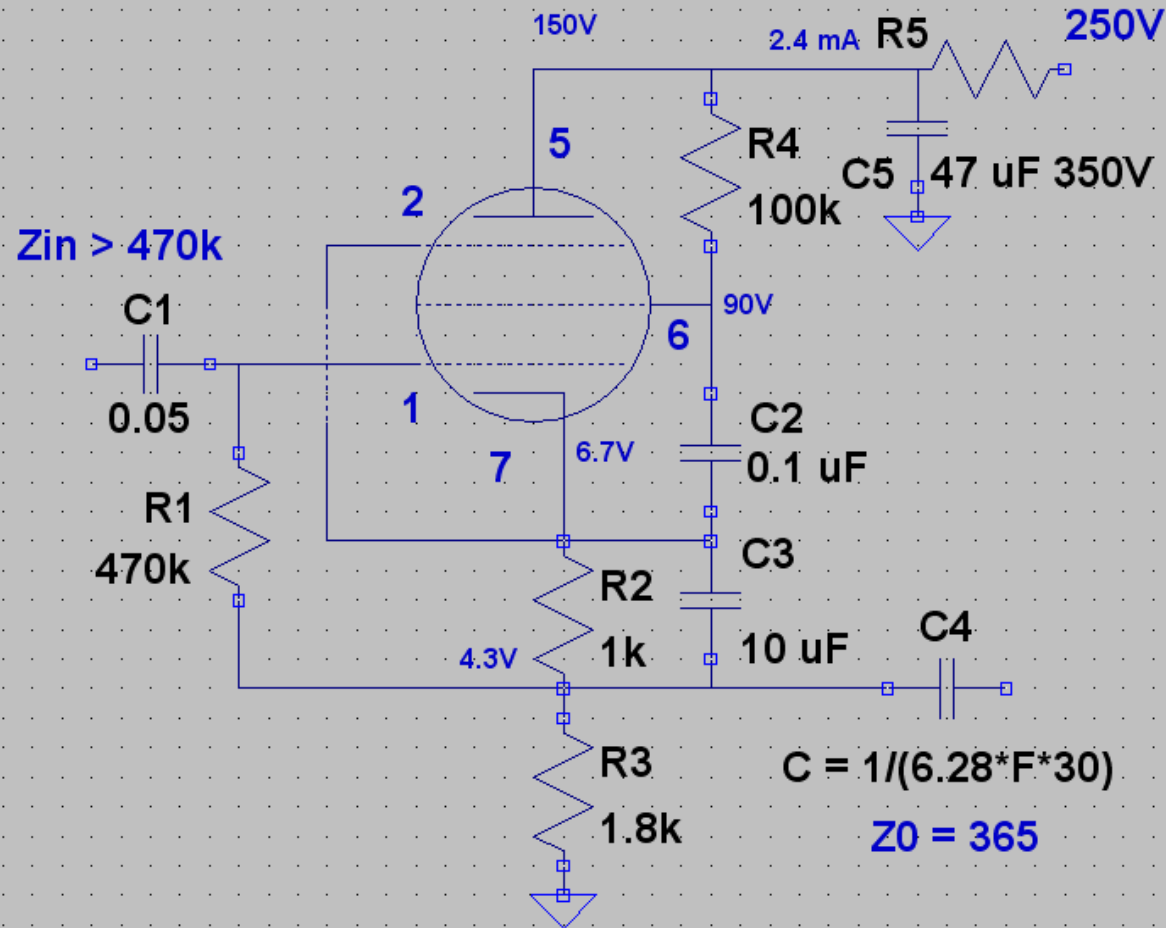 150V
2.4 mA
R5
250V
5
R4
100k
C5
47 uF 350V
2
Zin > 470k
C1
0.05
6
90V
1
7
6.7V
C2
0.1 uF
R1
470k
C3
10 uF
R2
1k
4.3V
C4
R3
1.8k
C = 1/(6.28*F*30)
Z0 = 365